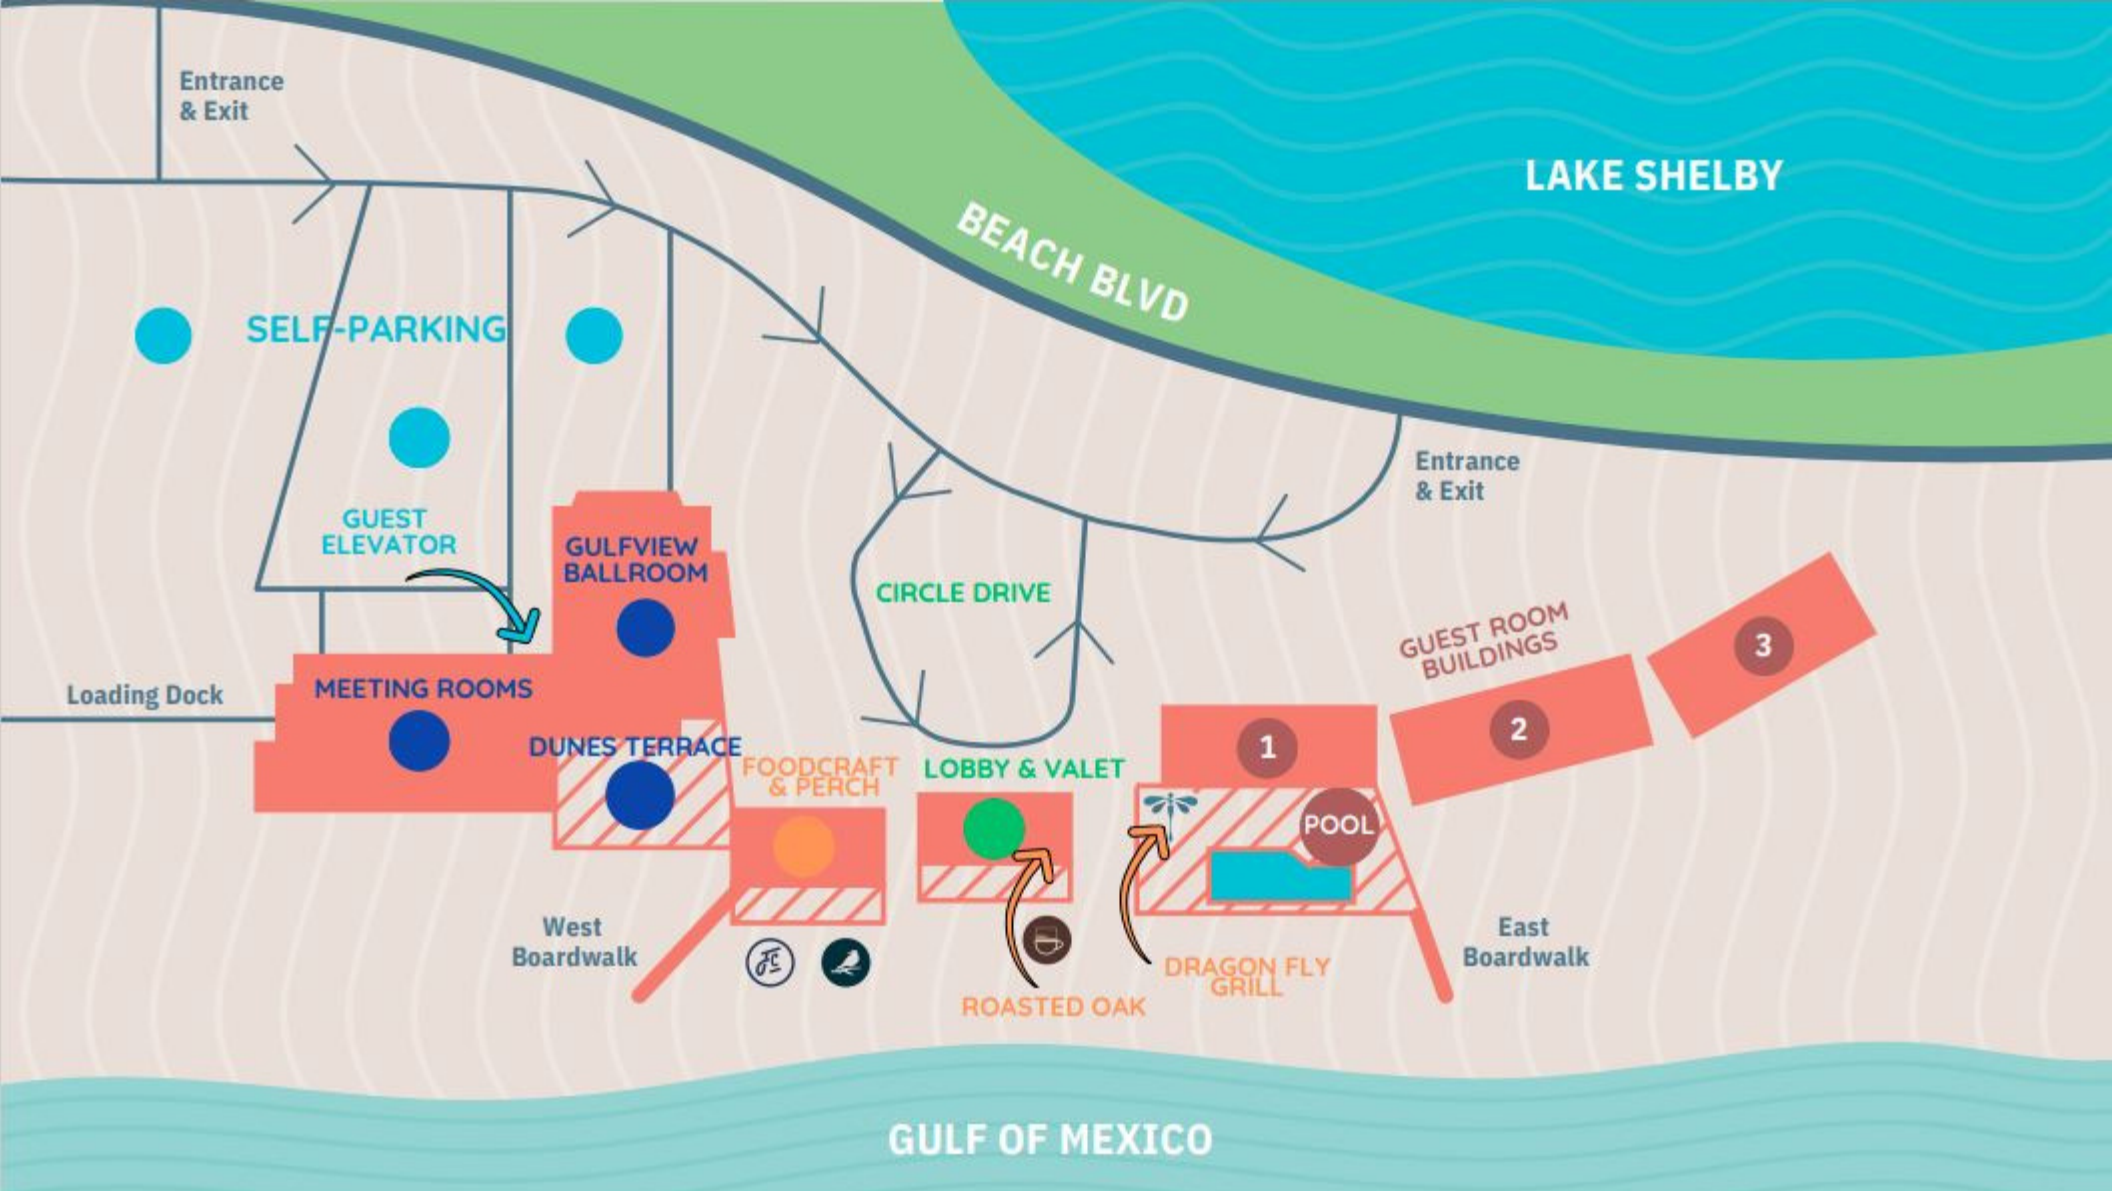 Entrance
& Exit
LAKE SHELBY
BEACH BLVD
SELF-PARKING
Entrance
& Exit
GUEST
ELEVATOR
GULFVIEW
BALLROOM
CIRCLE DRIVE
GUEST ROOM
BUILDINGS
3
Loading Dock
MEETING ROOMS
2
1
DUNES TERRACE
FOODCRAFT
& PERCH
LOBBY & VALET
POOL
West
Boardwalk
FC
East
Boardwalk
DRAGON FLY
GRILL
ROASTED OAK
GULF OF MEXICO